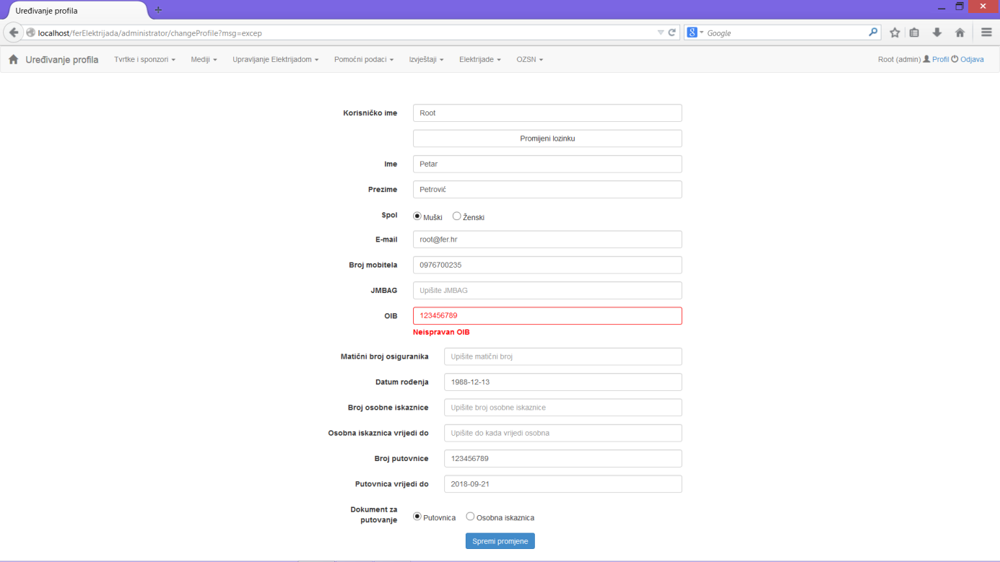 Uređivanje profila
localhost/ferElektrijada/administrator/changeProfile?msg=excep
8 Google
Uređivanje profila Tvrtke i sponzori Mediji Upravljanje Elektrijadom Pomoćni podaci Izvještaji Elektrijade OZSN Root (admin) Profil Odjava
Korisničko ime Root
Promijeni lozinku
Ime Petar
Prezime Petrović
Spol Muški Ženski
E-mail root@fer.hr
Broj mobitela 0976700235
JMBAG Upišite JMBAG
OIB 123456789
Neispravan OIB
Matični broj osiguranika Upišite matični broj
Datum rođenja 1988-12-13
Broj osobne iskaznice Upišite broj osobne iskaznice
Osobna iskaznica vrijedi do Upišite do kada vrijedi osobna
Broj putovnice 123456789
Putovnica vrijedi do 2018-09-21
Dokument za
putovanje Putovnica Osobna iskaznica
Spremi promjene